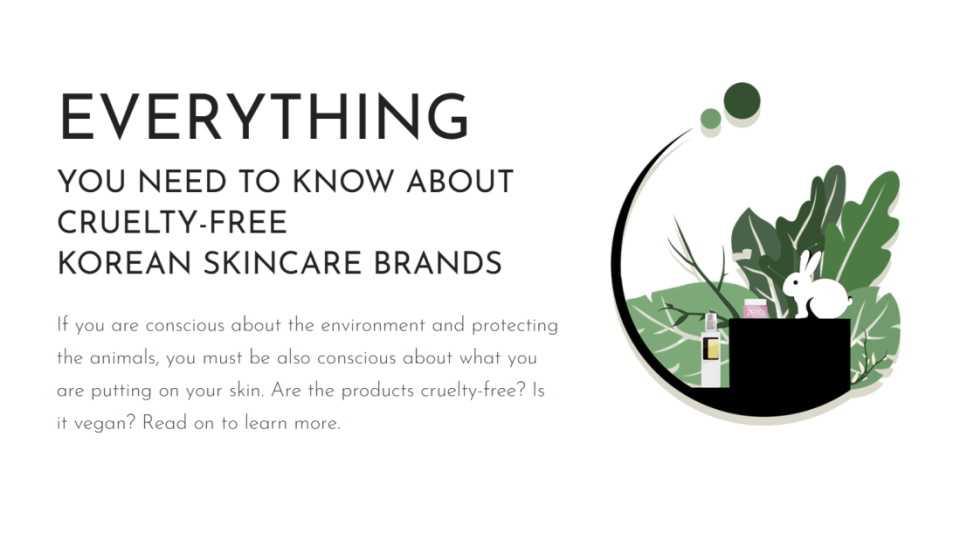 EVERYTHING
YOU NEED TO KNOW ABOUT
CRUELTY-FREE
KOREAN SKINCARE BRANDS
If you are conscious about the environment and protecting
the animals, you must be also conscious about what you
are putting on your skin. Are the products cruelty-free? Is
it vegan? Read on to learn more.